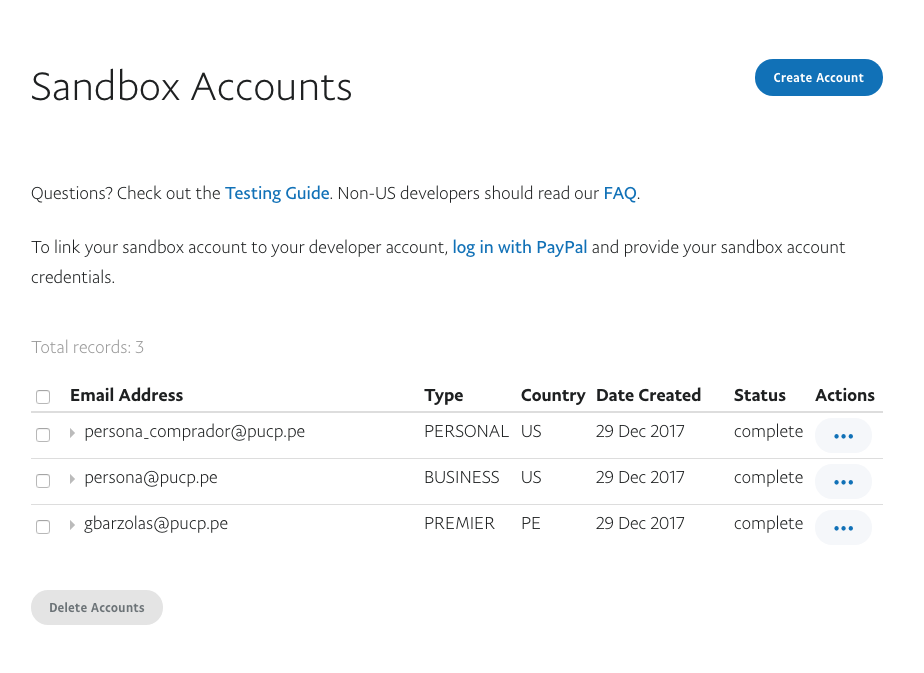 Sandbox Accounts
Create Account
Questions? Check out the Testing Guide. Non-US developers should read our FAQ.
To link your sandbox account to your developer account, log in with PayPal and provide your sandbox account
credentials.
Total records: 3
Email Address Type Country Date Created Status Actions
persona_comprador@pucp.pe PERSONAL US 29 Dec 2017 complete
persona@pucp.pe BUSINESS US 29 Dec 2017 complete
gbarzolas@pucp.pe PREMIER PE 29 Dec 2017 complete
Delete Accounts